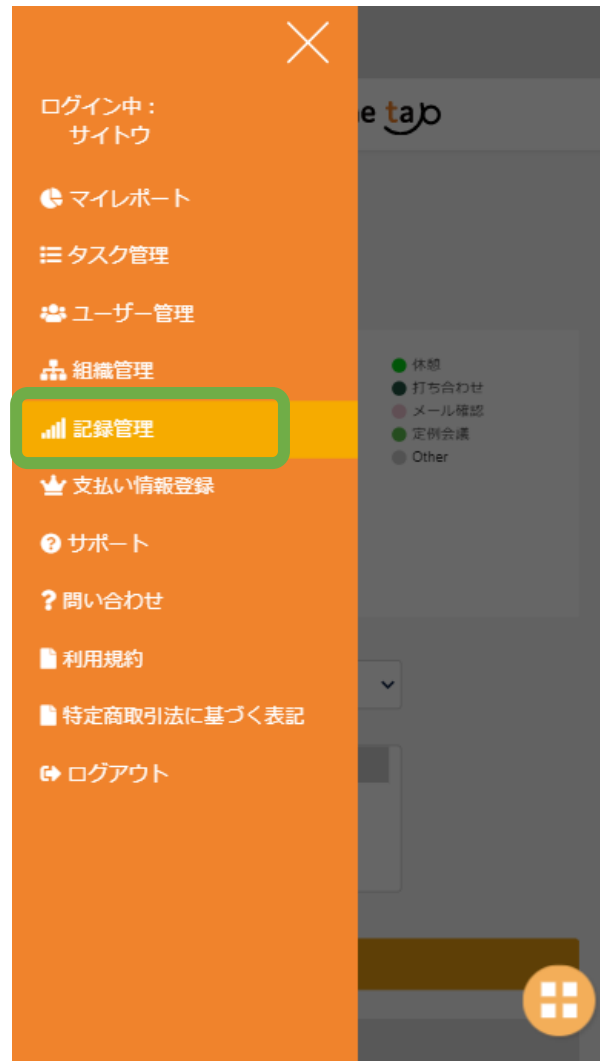 ログイン中：
サイトウ
e tap
マイレポート
タスク管理
ユーザー管理
組織管理
記録管理
支払い情報登録
サポート
問い合わせ
利用規約
特定商取引法に基づく表記
ログアウト
休憩
打ち合わせ
メール確認
定例会議
Other